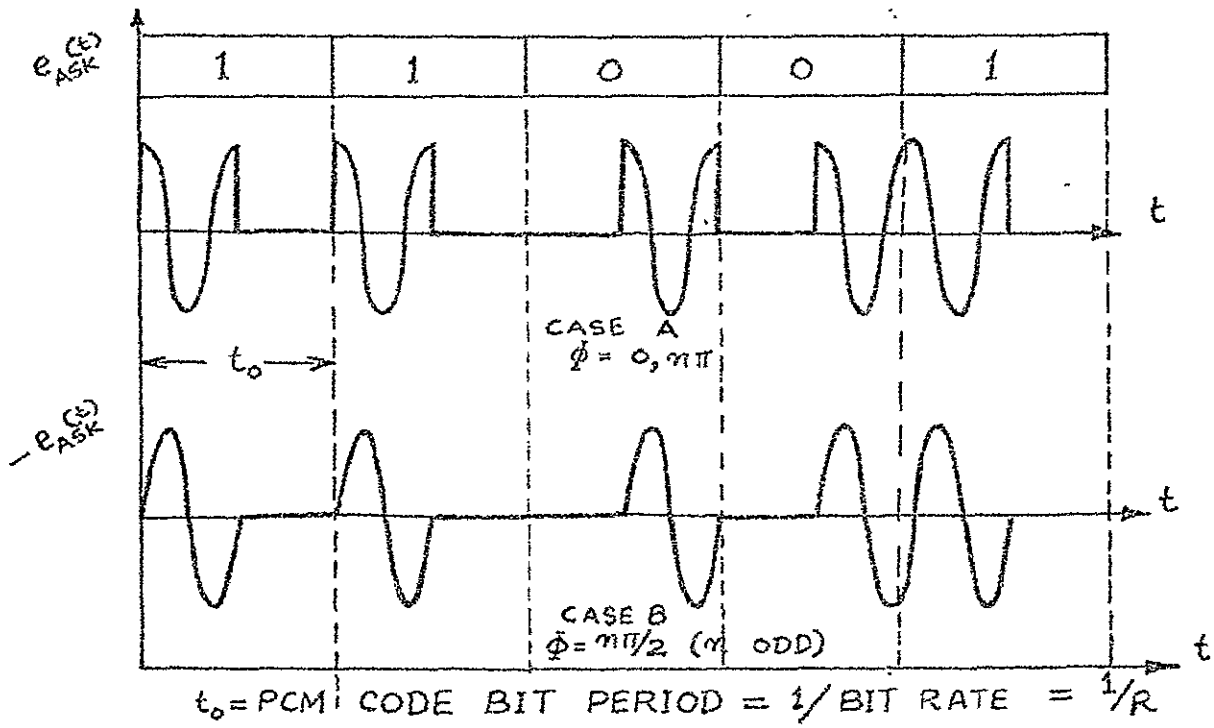 e_ASK(t)
1 1 0 0 1
t
CASE A
Φ = 0, nπ
t₀
-e_ASK(t)
t
CASE B
Φ = nπ/2 (n ODD)
t
t₀ = PCM CODE BIT PERIOD = 1/BIT RATE = 1/R